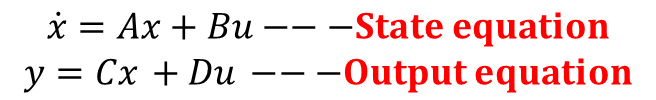 ẋ = Ax + Bu −− −State equation
y = Cx + Du −− −Output equation